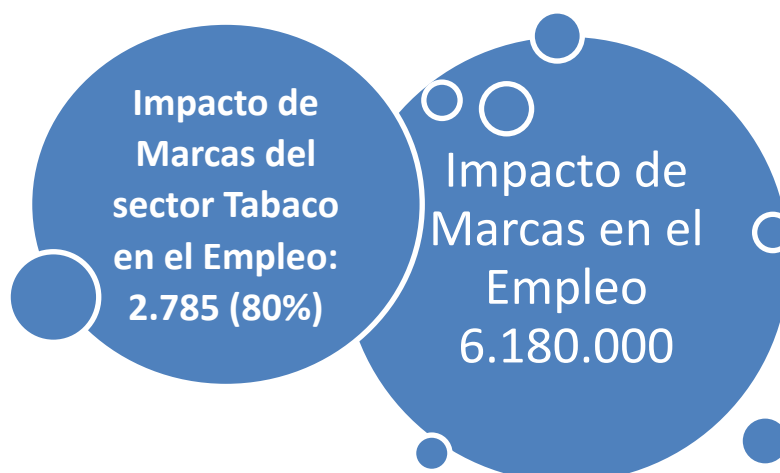 Impacto de
Marcas del
sector Tabaco
en el Empleo:
2.785 (80%)
Impacto de
Marcas en el
Empleo
6.180.000